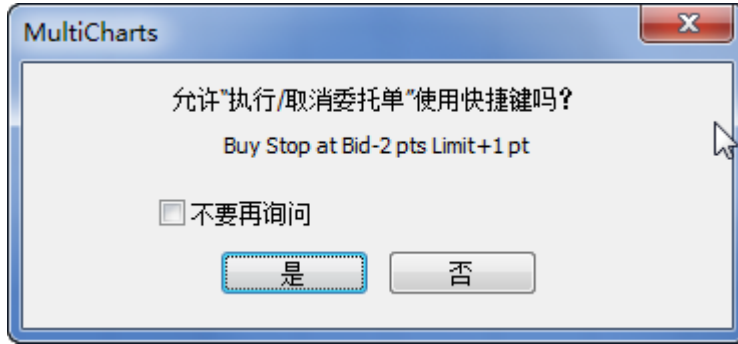 MultiCharts
允许"执行/取消委托单"使用快捷键吗?
Buy Stop at Bid-2 pts Limit+1 pt
不要再询问
是
否